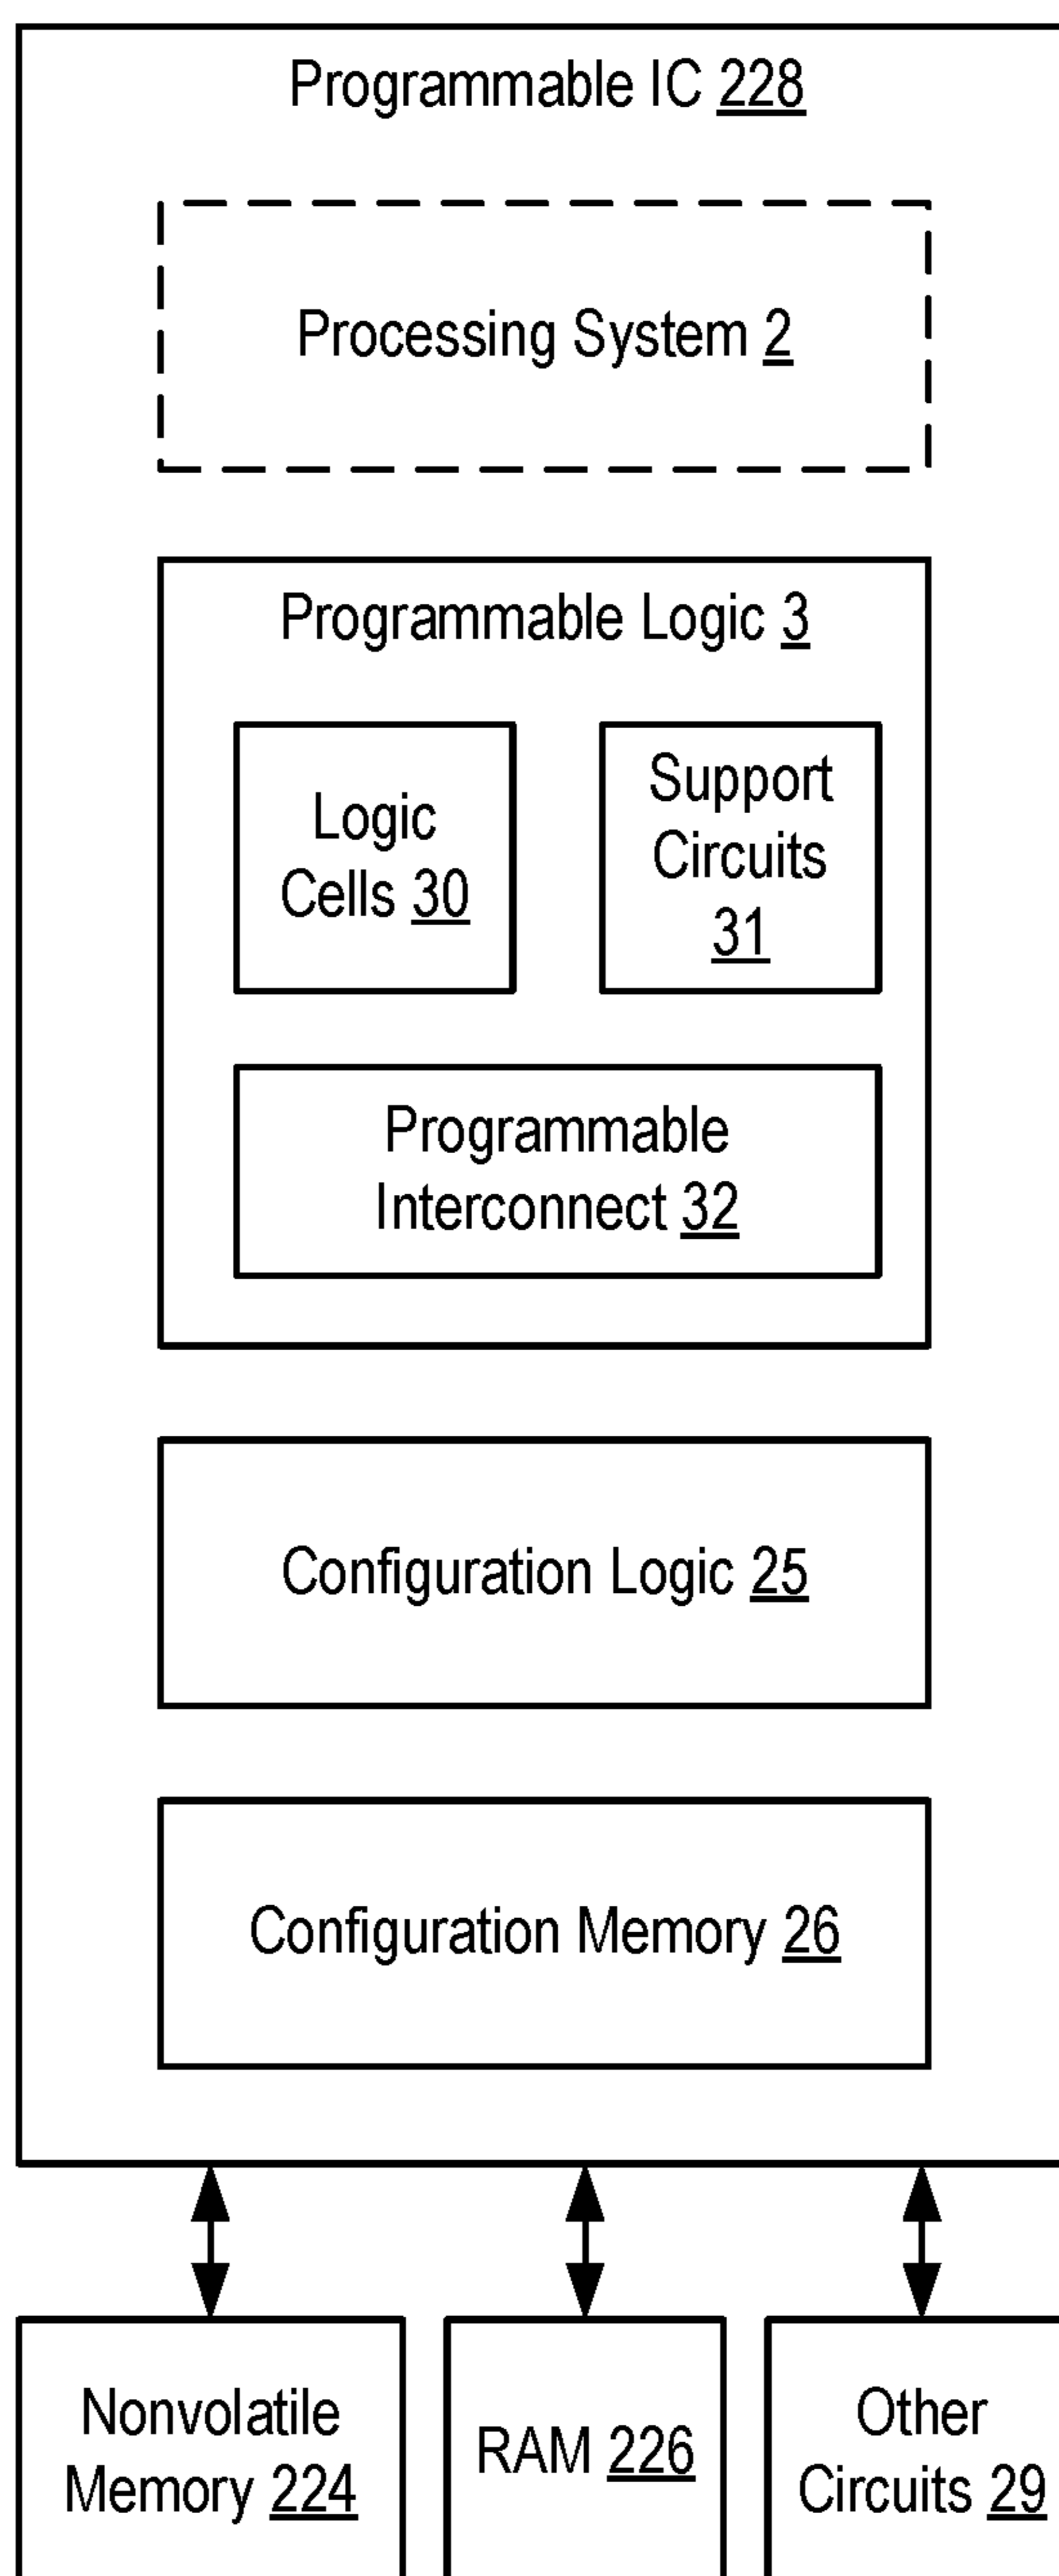 Programmable IC 228
Processing System 2
Programmable Logic 3
Logic
Cells 30
Support
Circuits
31
Programmable
Interconnect 32
Configuration Logic 25
Configuration Memory 26
Nonvolatile
Memory 224
RAM 226
Other
Circuits 29